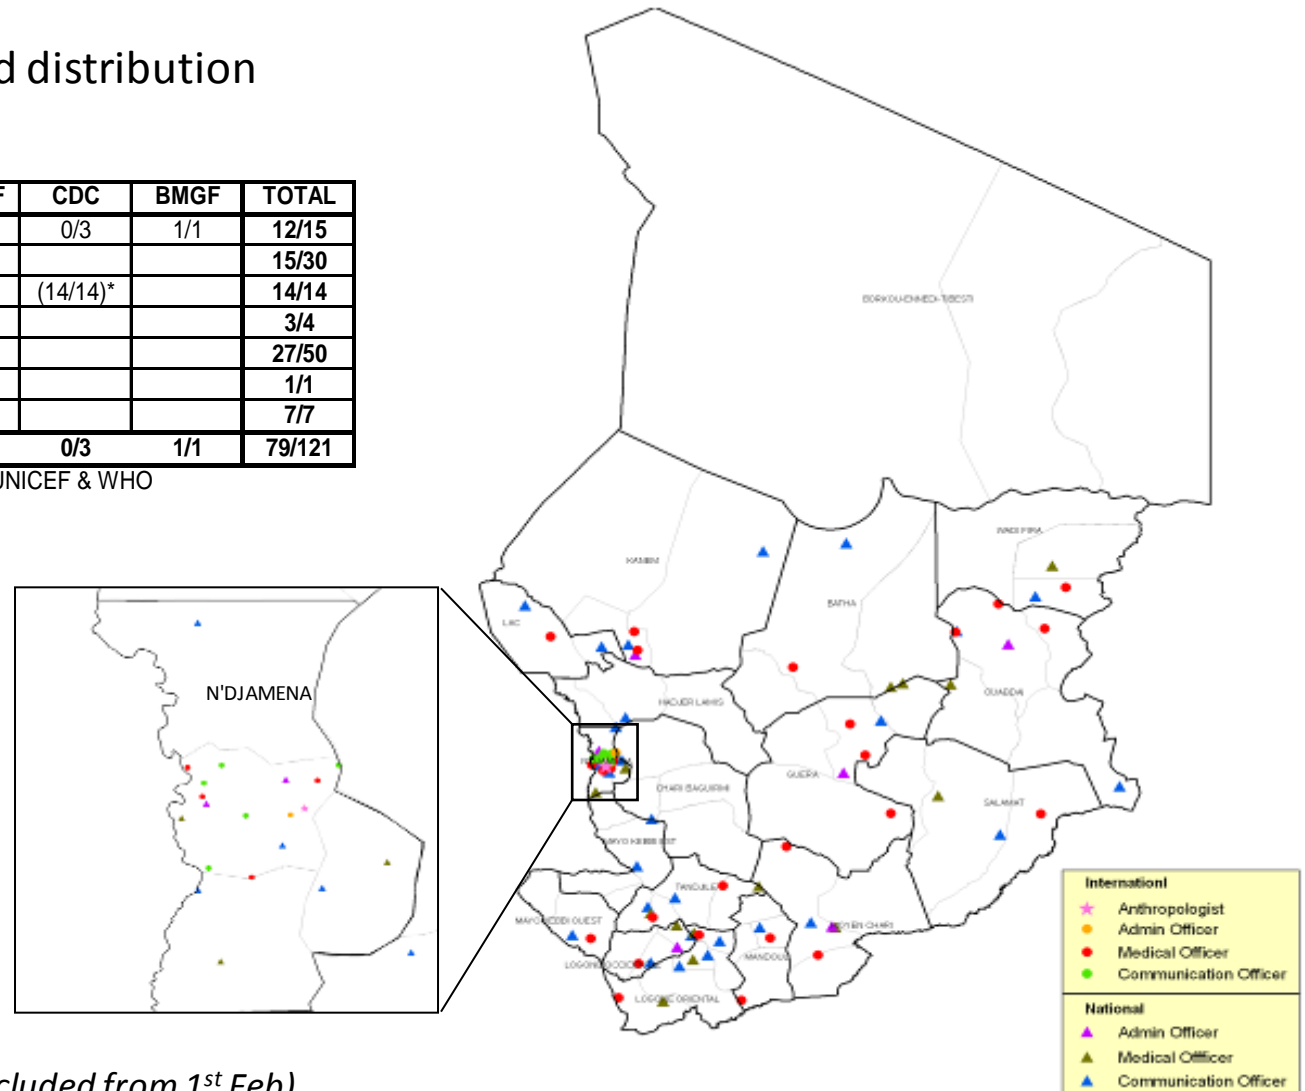 d distribution
F CDC BMGF TOTAL
0/3 1/1 12/15
15/30
(14/14)* 14/14
3/4
27/50
1/1
7/7
0/3 1/1 79/121
UNICEF & WHO
BORKOU-ENNEDI-TIBESTI
WADI FIRA
KANEM
BATHA
LAC
OUADDAI
HADJER LAMIS
N'DJAMENA
GUERA
CHARI BAGUIRMI
SALAMAT
MAYO KEBBI EST
TANDJILE
MAYO KEBBI OUEST
MOYEN CHARI
MANDOUL
LOGONE OCCIDENTAL
LOGONE ORIENTAL
Internationl
Anthropologist
Admin Officer
Medical Officer
Communication Officer
National
Admin Officer
Medical Offficer
Communication Officer
cluded from 1st Feb)